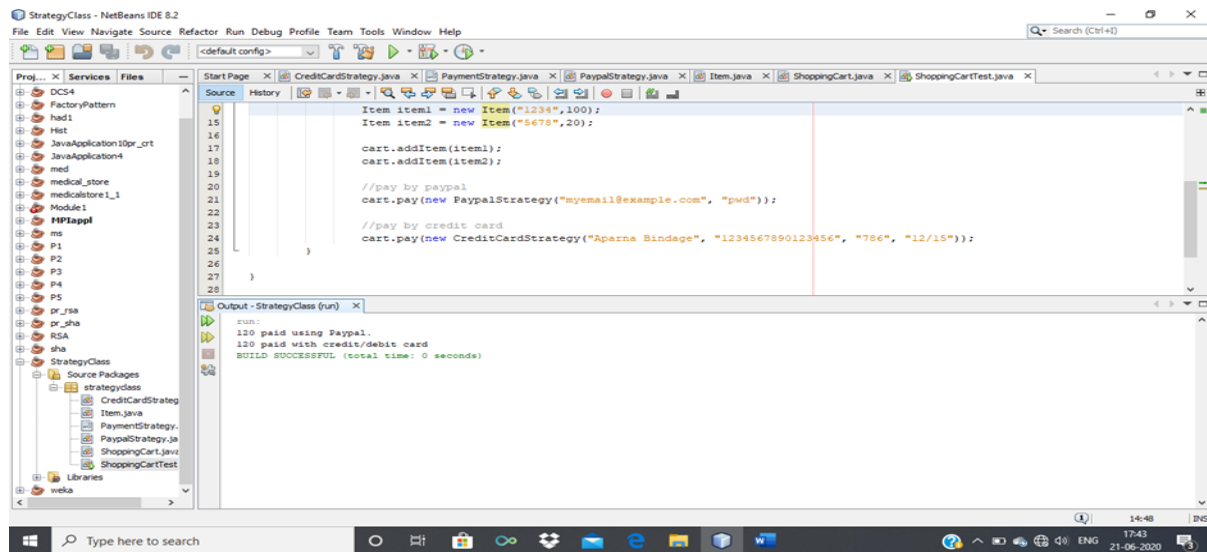 StrategyClass - NetBeans IDE 8.2
File Edit View Navigate Source Refactor Run Debug Profile Team Tools Window Help
Search (Ctrl+I)
<default config>
Proj... Services Files
Start Page CreditCardStrategy.java PaymentStrategy.java PaypalStrategy.java Item.java ShoppingCart.java ShoppingCartTest.java
Source History
DCS4
FactoryPattern
had1
Hist
JavaApplication10pr_crt
JavaApplication4
med
medical_store
medicalstore1_1
Module1
MPIappl
ms
P1
P2
P3
P4
P5
pr_rsa
pr_sha
RSA
sha
StrategyClass
Source Packages
strategyclass
CreditCardStrateg
Item.java
PaymentStrategy.
PaypalStrategy.ja
ShoppingCart.java
ShoppingCartTest
Libraries
weka
Item item1 = new Item("1234",100);
15 Item item2 = new Item("5678",20);
16
17 cart.addItem(item1);
18 cart.addItem(item2);
19
20 //pay by paypal
21 cart.pay(new PaypalStrategy("myemail@example.com", "pwd"));
22
23 //pay by credit card
24 cart.pay(new CreditCardStrategy("Aparna Bindage", "1234567890123456", "786", "12/15"));
25 }
26
27 }
28
Output - StrategyClass (run)
run:
120 paid using Paypal.
120 paid with credit/debit card
BUILD SUCCESSFUL (total time: 0 seconds)
1 14:48 INS
Type here to search
ENG
17:43
21-06-2020
3